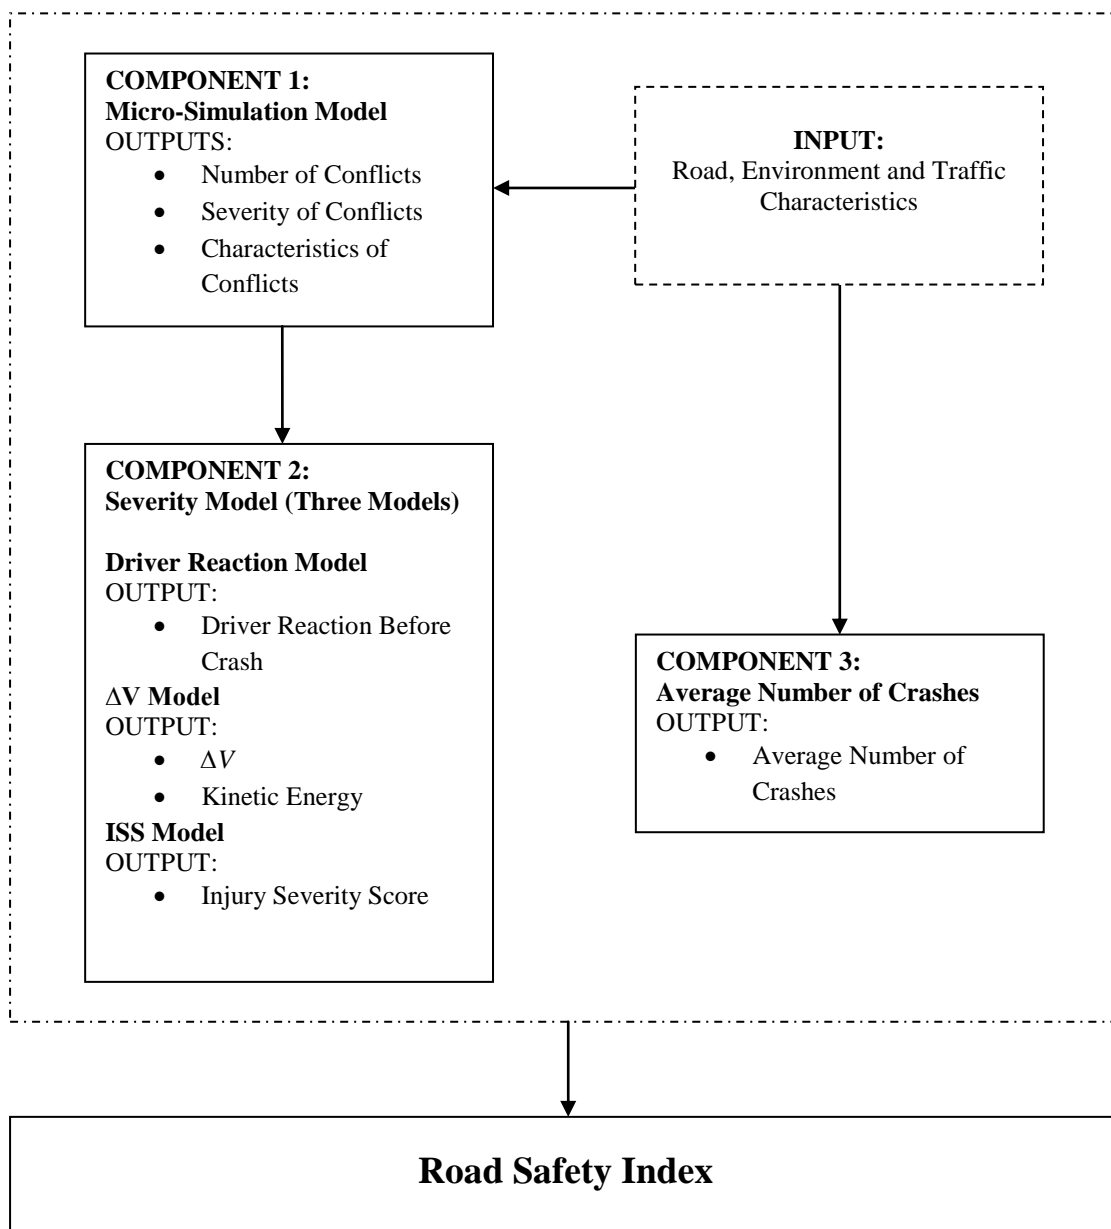 COMPONENT 1:
Micro-Simulation Model
OUTPUTS:
• Number of Conflicts
• Severity of Conflicts
• Characteristics of
Conflicts
INPUT:
Road, Environment and Traffic
Characteristics
COMPONENT 2:
Severity Model (Three Models)
Driver Reaction Model
OUTPUT:
• Driver Reaction Before
Crash
ΔV Model
OUTPUT:
• ΔV
• Kinetic Energy
ISS Model
OUTPUT:
• Injury Severity Score
COMPONENT 3:
Average Number of Crashes
OUTPUT:
• Average Number of
Crashes
Road Safety Index